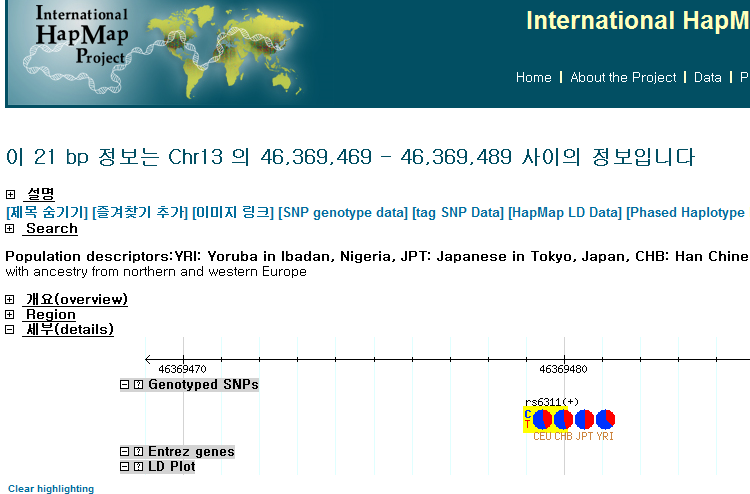 International
HapMap
Project
International HapM
Home | About the Project | Data | P
이 21 bp 정보는 Chr13 의 46,369,469 - 46,369,489 사이의 정보입니다
설명
[제목 숨기기] [즐겨찾기 추가] [이미지 링크] [SNP genotype data] [tag SNP Data] [HapMap LD Data] [Phased Haplotype
Search
Population descriptors:YRI: Yoruba in Ibadan, Nigeria, JPT: Japanese in Tokyo, Japan, CHB: Han Chine
with ancestry from northern and western Europe
개요(overview)
Region
세부(details)
46369470 46369480
Genotyped SNPs
rs6311(+)
C
T
CEU CHB JPT YRI
Entrez genes
LD Plot
Clear highlighting